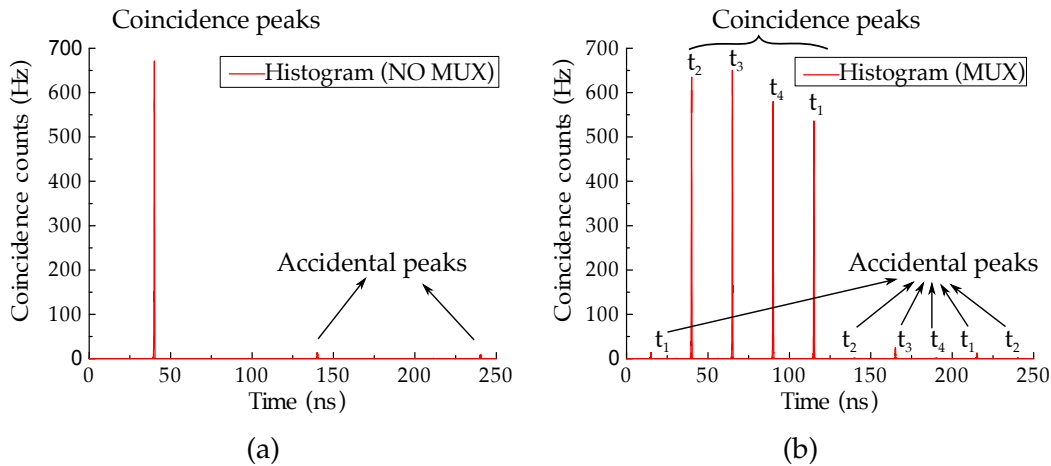 Coincidence peaks
700
600
500
400
300
200
100
0
Coincidence counts (Hz)
Histogram (NO MUX)
Accidental peaks
0 50 100 150 200 250
Time (ns)
(a)
Coincidence peaks
700
600
500
400
300
200
100
0
Coincidence counts (Hz)
t2 t3 t4 t1
Histogram (MUX)
Accidental peaks
t1 t2 t3 t4 t1 t2
0 50 100 150 200 250
Time (ns)
(b)